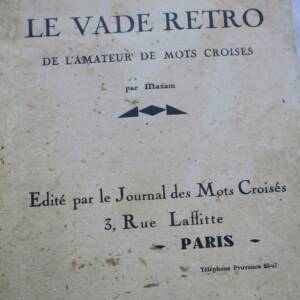 LE VADE RETRO
DE L'AMATEUR DE MOTS CROISES
par Maxam
Edité par le Journal des Mots Croisés
3, Rue Laffitte
- PARIS -
Téléphone Provence